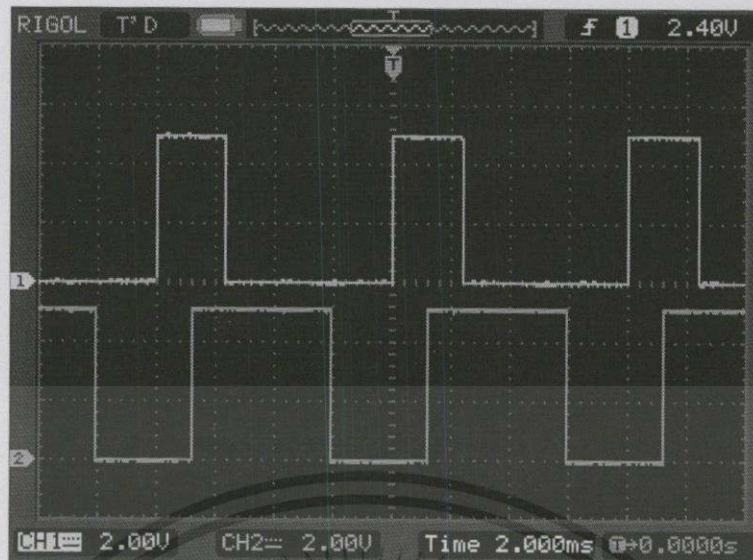 RIGOL T'D T f 1 2.40V
T
1
2
CH1 2.00V CH2 2.00V Time 2.000ms T→0.0000s